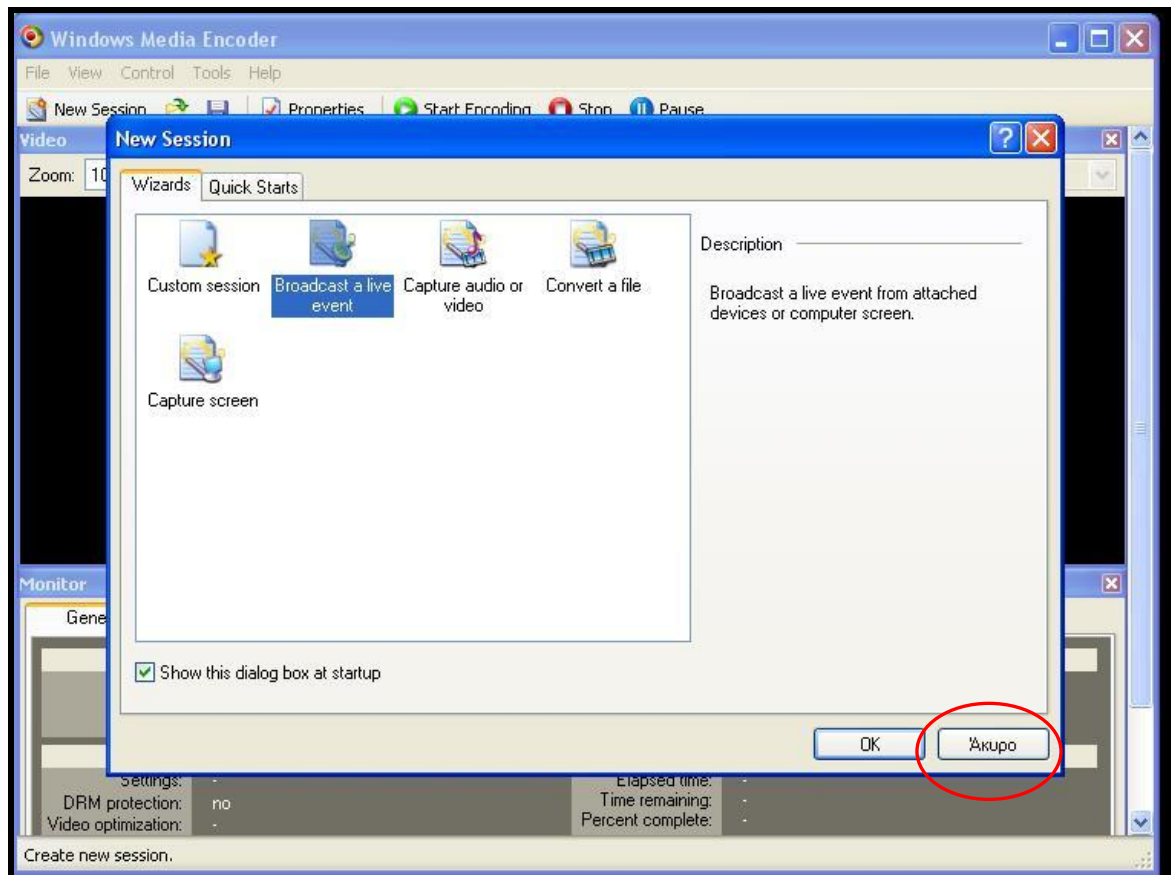 Windows Media Encoder
File View Control Tools Help
New Session Properties Start Encoding Stop Pause
Video
New Session
Zoom: 10
Wizards Quick Starts
Custom session
Broadcast a live
event
Capture audio or
video
Convert a file
Capture screen
Description
Broadcast a live event from attached
devices or computer screen.
Monitor
Gene
Show this dialog box at startup
OK Άκυρο
Settings: - Elapsed time: -
DRM protection: no Time remaining: -
Video optimization: - Percent complete: -
Create new session.